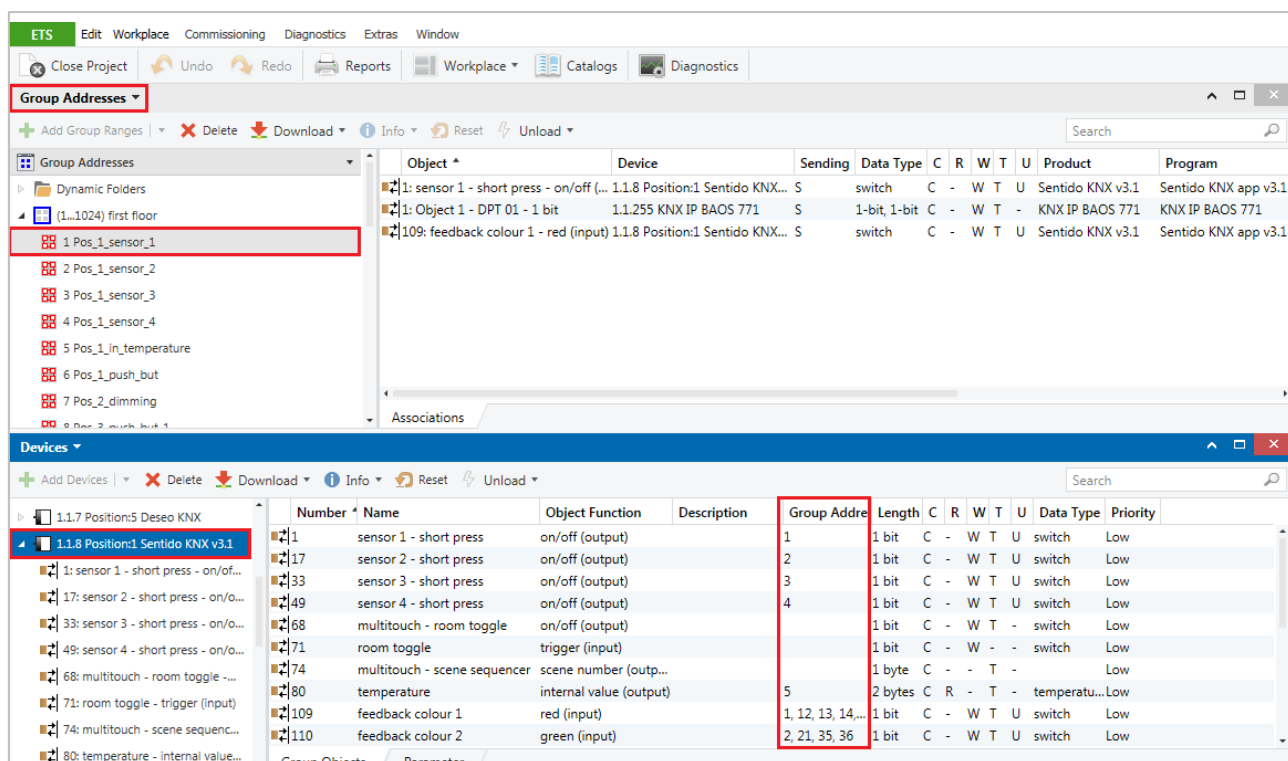 ETS Edit Workplace Commissioning Diagnostics Extras Window
Close Project Undo Redo Reports Workplace Catalogs Diagnostics
Group Addresses
Add Group Ranges Delete Download Info Reset Unload Search
Group Addresses
Dynamic Folders
(1...1024) first floor
1 Pos_1_sensor_1
2 Pos_1_sensor_2
3 Pos_1_sensor_3
4 Pos_1_sensor_4
5 Pos_1_in_temperature
6 Pos_1_push_but
7 Pos_2_dimming
8 Pos_3_push_but_1
Object Device Sending Data Type C R W T U Product Program
1: sensor 1 - short press - on/off (... 1.1.8 Position:1 Sentido KNX... S switch C - W T U Sentido KNX v3.1 Sentido KNX app v3.1
1: Object 1 - DPT 01 - 1 bit 1.1.255 KNX IP BAOS 771 S 1-bit, 1-bit C - W T - KNX IP BAOS 771 KNX IP BAOS 771
109: feedback colour 1 - red (input) 1.1.8 Position:1 Sentido KNX... S switch C - W T U Sentido KNX v3.1 Sentido KNX app v3.1
Associations
Devices
Add Devices Delete Download Info Reset Unload Search
1.1.7 Position:5 Deseo KNX
1.1.8 Position:1 Sentido KNX v3.1
1: sensor 1 - short press - on/of...
17: sensor 2 - short press - on/o...
33: sensor 3 - short press - on/o...
49: sensor 4 - short press - on/o...
68: multitouch - room toggle -...
71: room toggle - trigger (input)
74: multitouch - scene sequenc...
80: temperature - internal value...
Number Name Object Function Description Group Addre Length C R W T U Data Type Priority
1 sensor 1 - short press on/off (output) 1 1 bit C - W T U switch Low
17 sensor 2 - short press on/off (output) 2 1 bit C - W T U switch Low
33 sensor 3 - short press on/off (output) 3 1 bit C - W T U switch Low
49 sensor 4 - short press on/off (output) 4 1 bit C - W T U switch Low
68 multitouch - room toggle on/off (output) 1 bit C - W T U switch Low
71 room toggle trigger (input) 1 bit C - W - - switch Low
74 multitouch - scene sequencer scene number (outp... 1 byte C - - T - Low
80 temperature internal value (output) 5 2 bytes C R - T - temperatu... Low
109 feedback colour 1 red (input) 1, 12, 13, 14,... 1 bit C - W T U switch Low
110 feedback colour 2 green (input) 2, 21, 35, 36 1 bit C - W T U switch Low
Group Objects Parameter